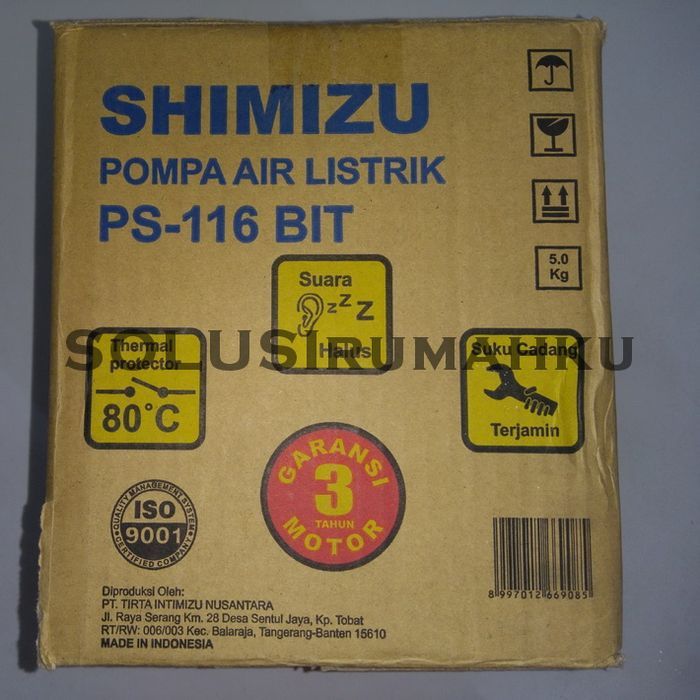 SHIMIZU
POMPA AIR LISTRIK
PS-116 BIT
5.0
Kg
Suara
zzZ
Halus
SOLUSIRUMAHKU
Thermal
protector
80°C
Suku Cadang
Terjamin
GARANSI
3
TAHUN
MOTOR
QUALITY MANAGEMENT SYSTEM
ISO
9001
CERTIFIED COMPANY
8 997012 669085
Diproduksi Oleh:
PT. TIRTA INTIMIZU NUSANTARA
Jl. Raya Serang Km. 28 Desa Sentul Jaya, Kp. Tobat
RT/RW: 006/003 Kec. Balaraja, Tangerang-Banten 15610
MADE IN INDONESIA